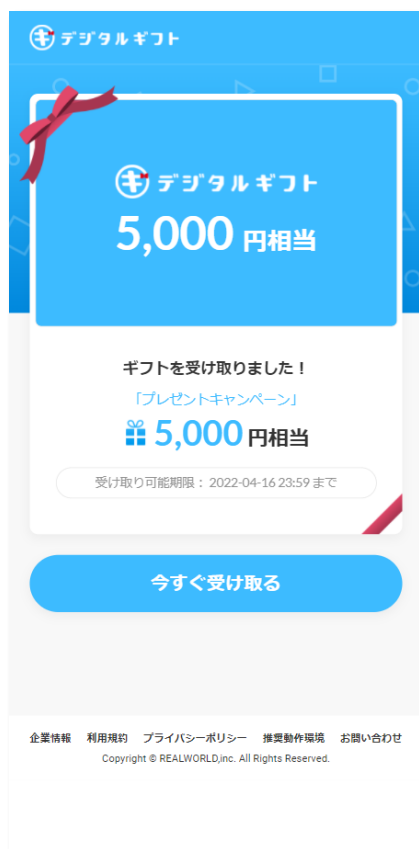 デジタルギフト
デジタルギフト
5,000 円相当
ギフトを受け取りました！
「プレゼントキャンペーン」
5,000 円相当
受け取り可能期限： 2022-04-16 23:59 まで
今すぐ受け取る
企業情報 利用規約 プライバシーポリシー 推奨動作環境 お問い合わせ
Copyright © REALWORLD,inc. All Rights Reserved.